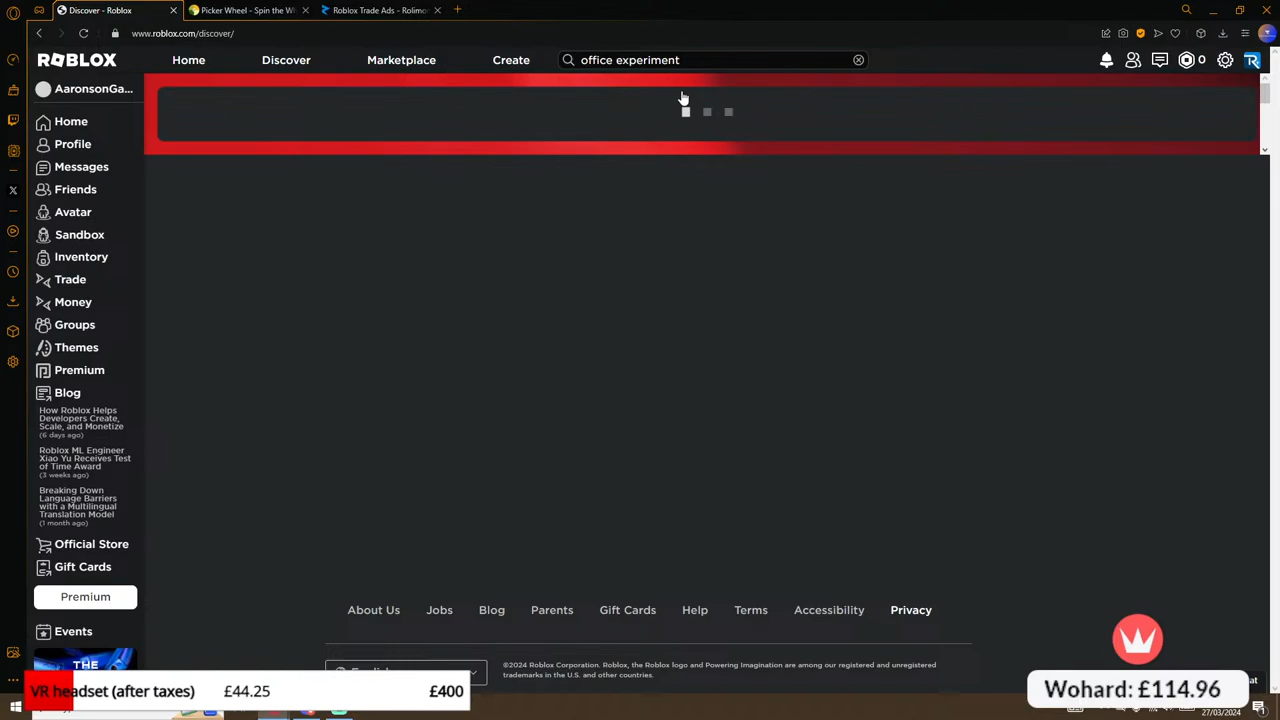 Discover - Roblox
Picker Wheel - Spin the Wh
Roblox Trade Ads - Rolimo
www.roblox.com/discover/
ROBLOX
Home
Discover
Marketplace
Create
office experiment
0
AaronsonGa...
Home
Profile
Messages
Friends
Avatar
Sandbox
Inventory
Trade
Money
Groups
Themes
Premium
Blog
How Roblox Helps
Developers Create,
Scale, and Monetize
(6 days ago)
Roblox ML Engineer
Xiao Yu Receives Test
of Time Award
(3 weeks ago)
Breaking Down
Language Barriers
with a Multilingual
Translation Model
(1 month ago)
Official Store
Gift Cards
Premium
Events
THE
About Us
Jobs
Blog
Parents
Gift Cards
Help
Terms
Accessibility
Privacy
©2024 Roblox Corporation. Roblox, the Roblox logo and Powering Imagination are among our registered and unregistered
trademarks in the U.S. and other countries.
VR headset (after taxes) £44.25 £400
Wohard: £114.96
27/03/2024